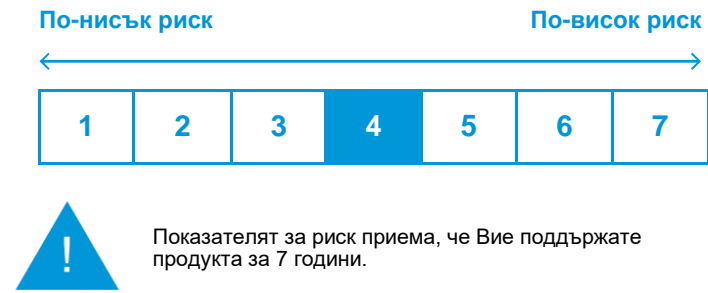 По-нисък риск По-висок риск
1 2 3 4 5 6 7
!
Показателят за риск приема, че Вие поддържате
продукта за 7 години.